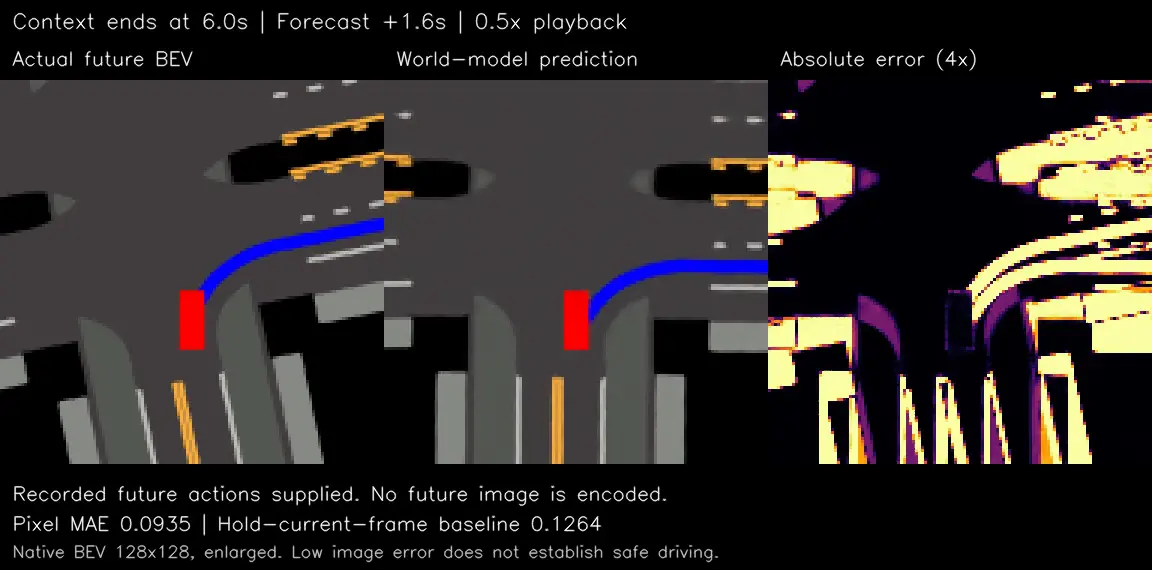 Context ends at 6.0s | Forecast +1.6s | 0.5x playback
Actual future BEV
World-model prediction
Absolute error (4x)
Recorded future actions supplied. No future image is encoded.
Pixel MAE 0.0935 | Hold-current-frame baseline 0.1264
Native BEV 128x128, enlarged. Low image error does not establish safe driving.